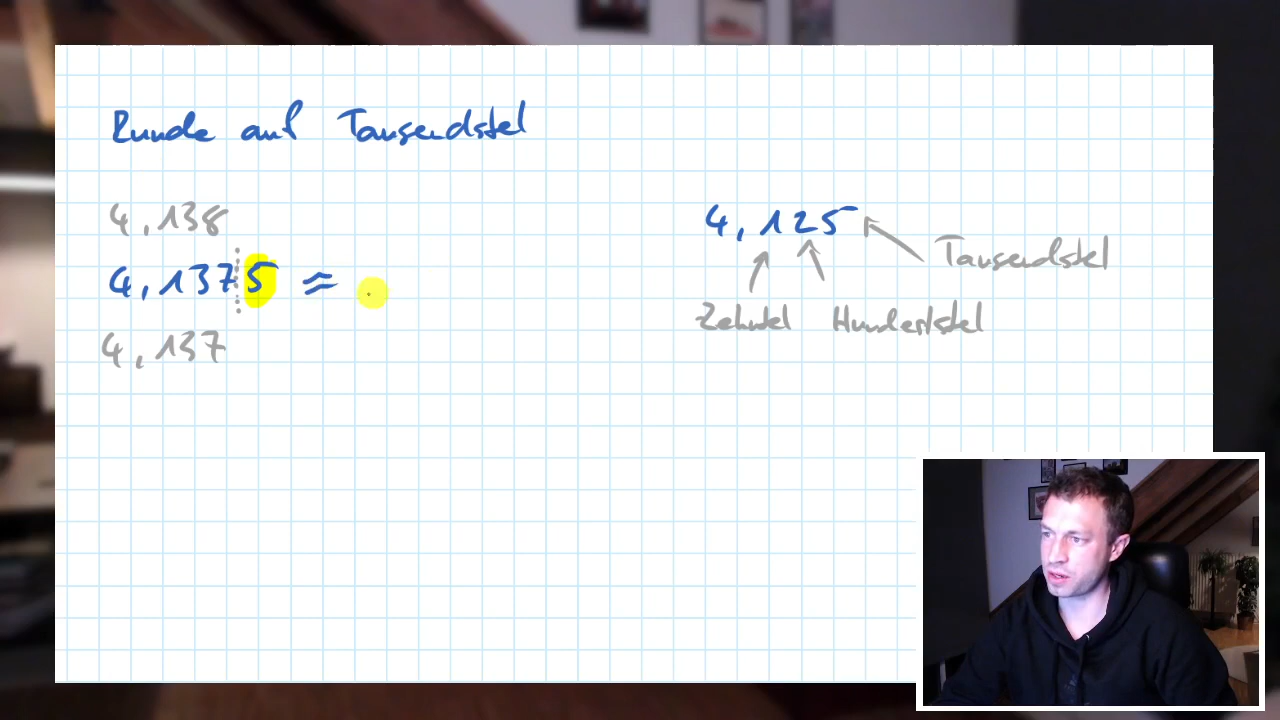 Runde auf Tausendstel
4,138
4,1375 ≈
4,137
4,125
Tausendstel
Zehntel Hundertstel